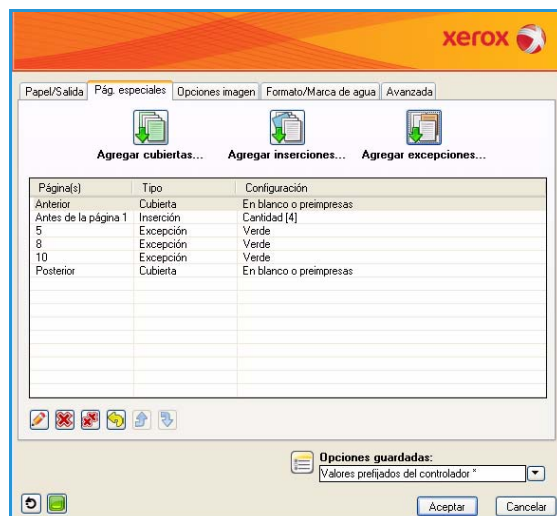 xerox
Papel/Salida Pág. especiales Opciones imagen Formato/Marca de agua Avanzada
Agregar cubiertas... Agregar inserciones... Agregar excepciones...
Página(s) Tipo Configuración
Anterior Cubierta En blanco o preimpresas
Antes de la página 1 Inserción Cantidad [4]
5 Excepción Verde
8 Excepción Verde
10 Excepción Verde
Posterior Cubierta En blanco o preimpresas
Opciones guardadas:
Valores prefijados del controlador *
Aceptar Cancelar